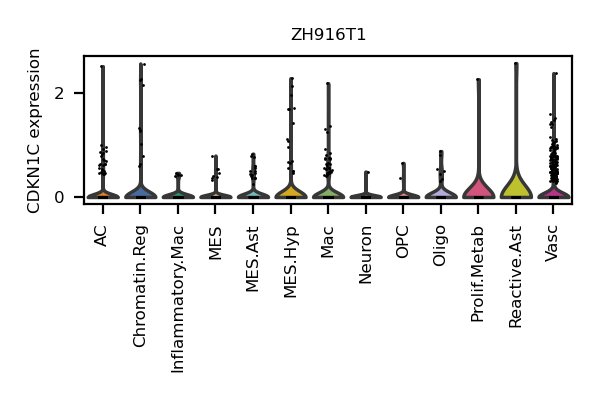 ZH916T1
CDKN1C expression
2
0
AC
Chromatin.Reg
Inflammatory.Mac
MES
MES.Ast
MES.Hyp
Mac
Neuron
OPC
Oligo
Prolif.Metab
Reactive.Ast
Vasc